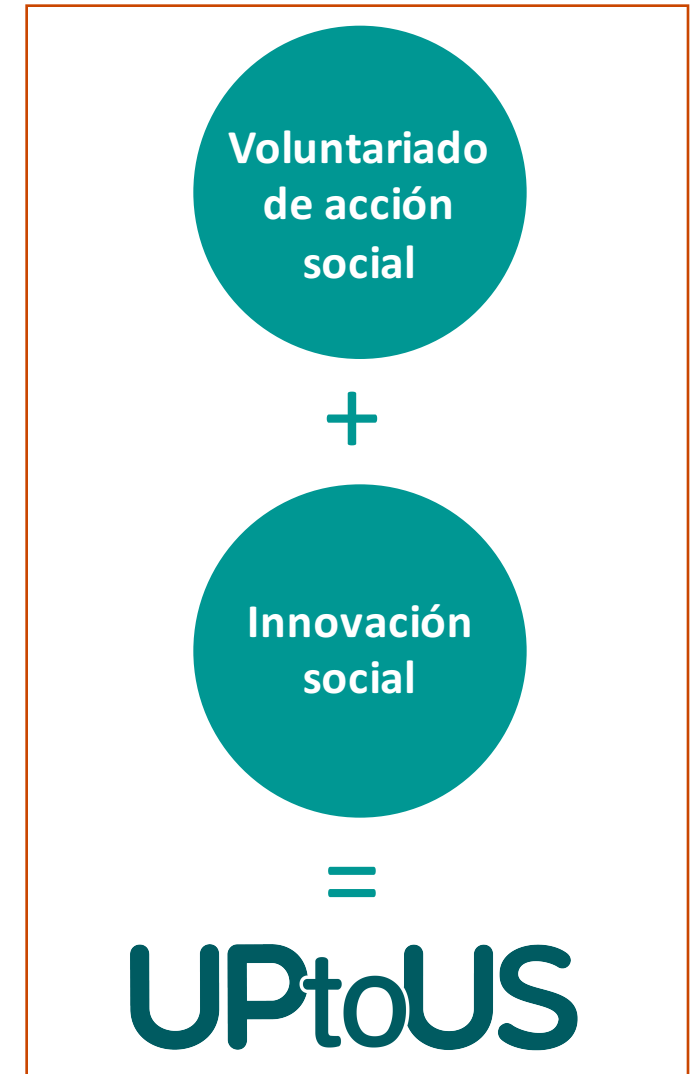 Voluntariado
de acción
social
+
Innovación
social
=
UPtoUS